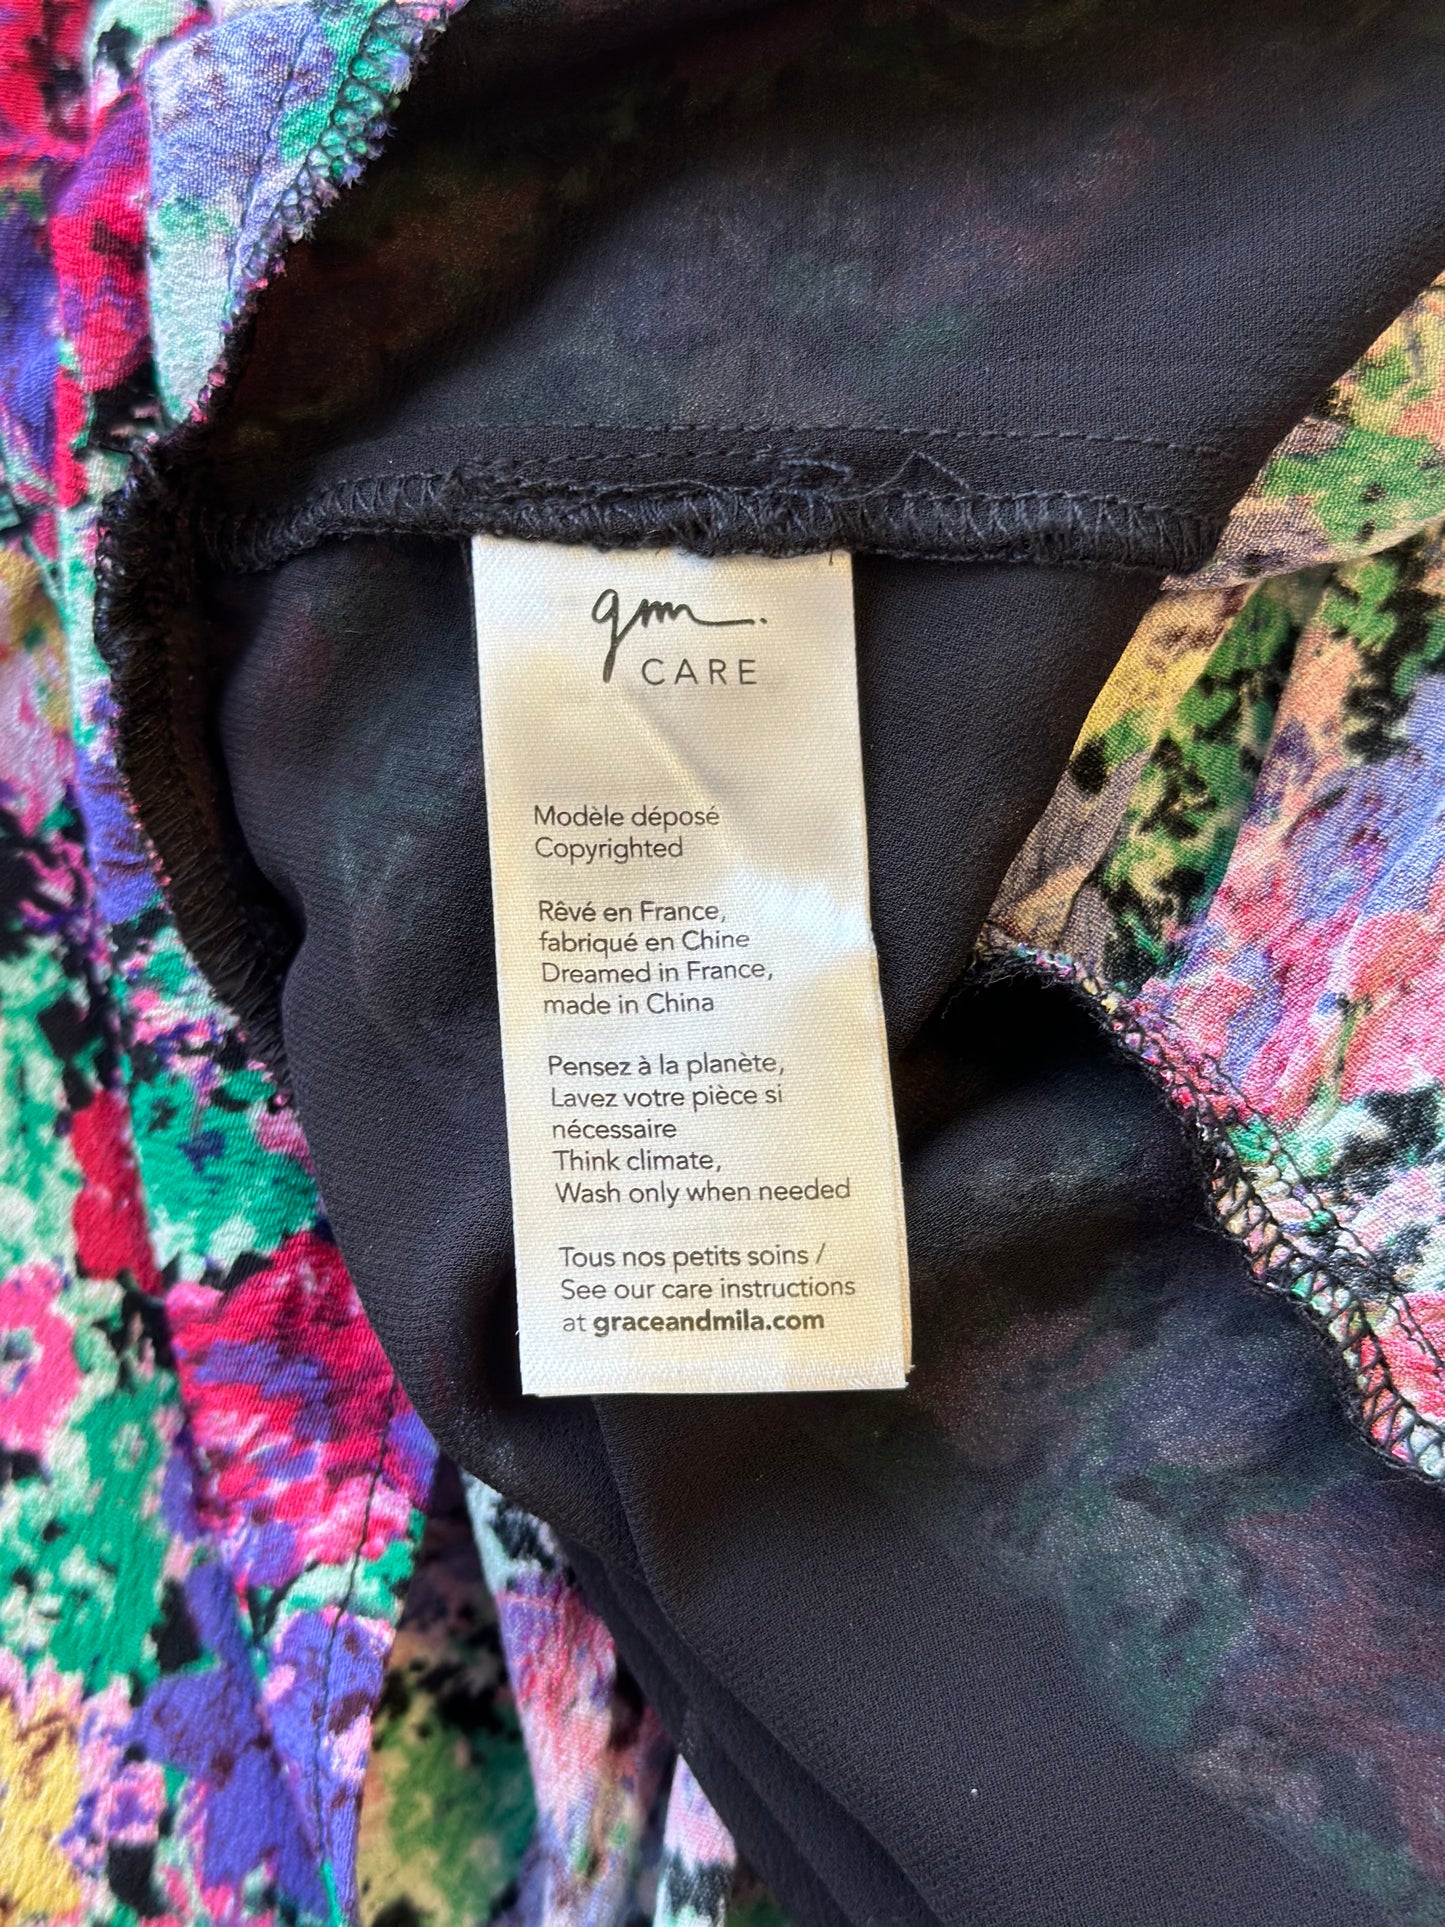 gm.
CARE
Modèle déposé
Copyrighted
Rêvé en France,
fabriqué en Chine
Dreamed in France,
made in China
Pensez à la planète,
Lavez votre pièce si
nécessaire
Think climate,
Wash only when needed
Tous nos petits soins /
See our care instructions
at graceandmila.com